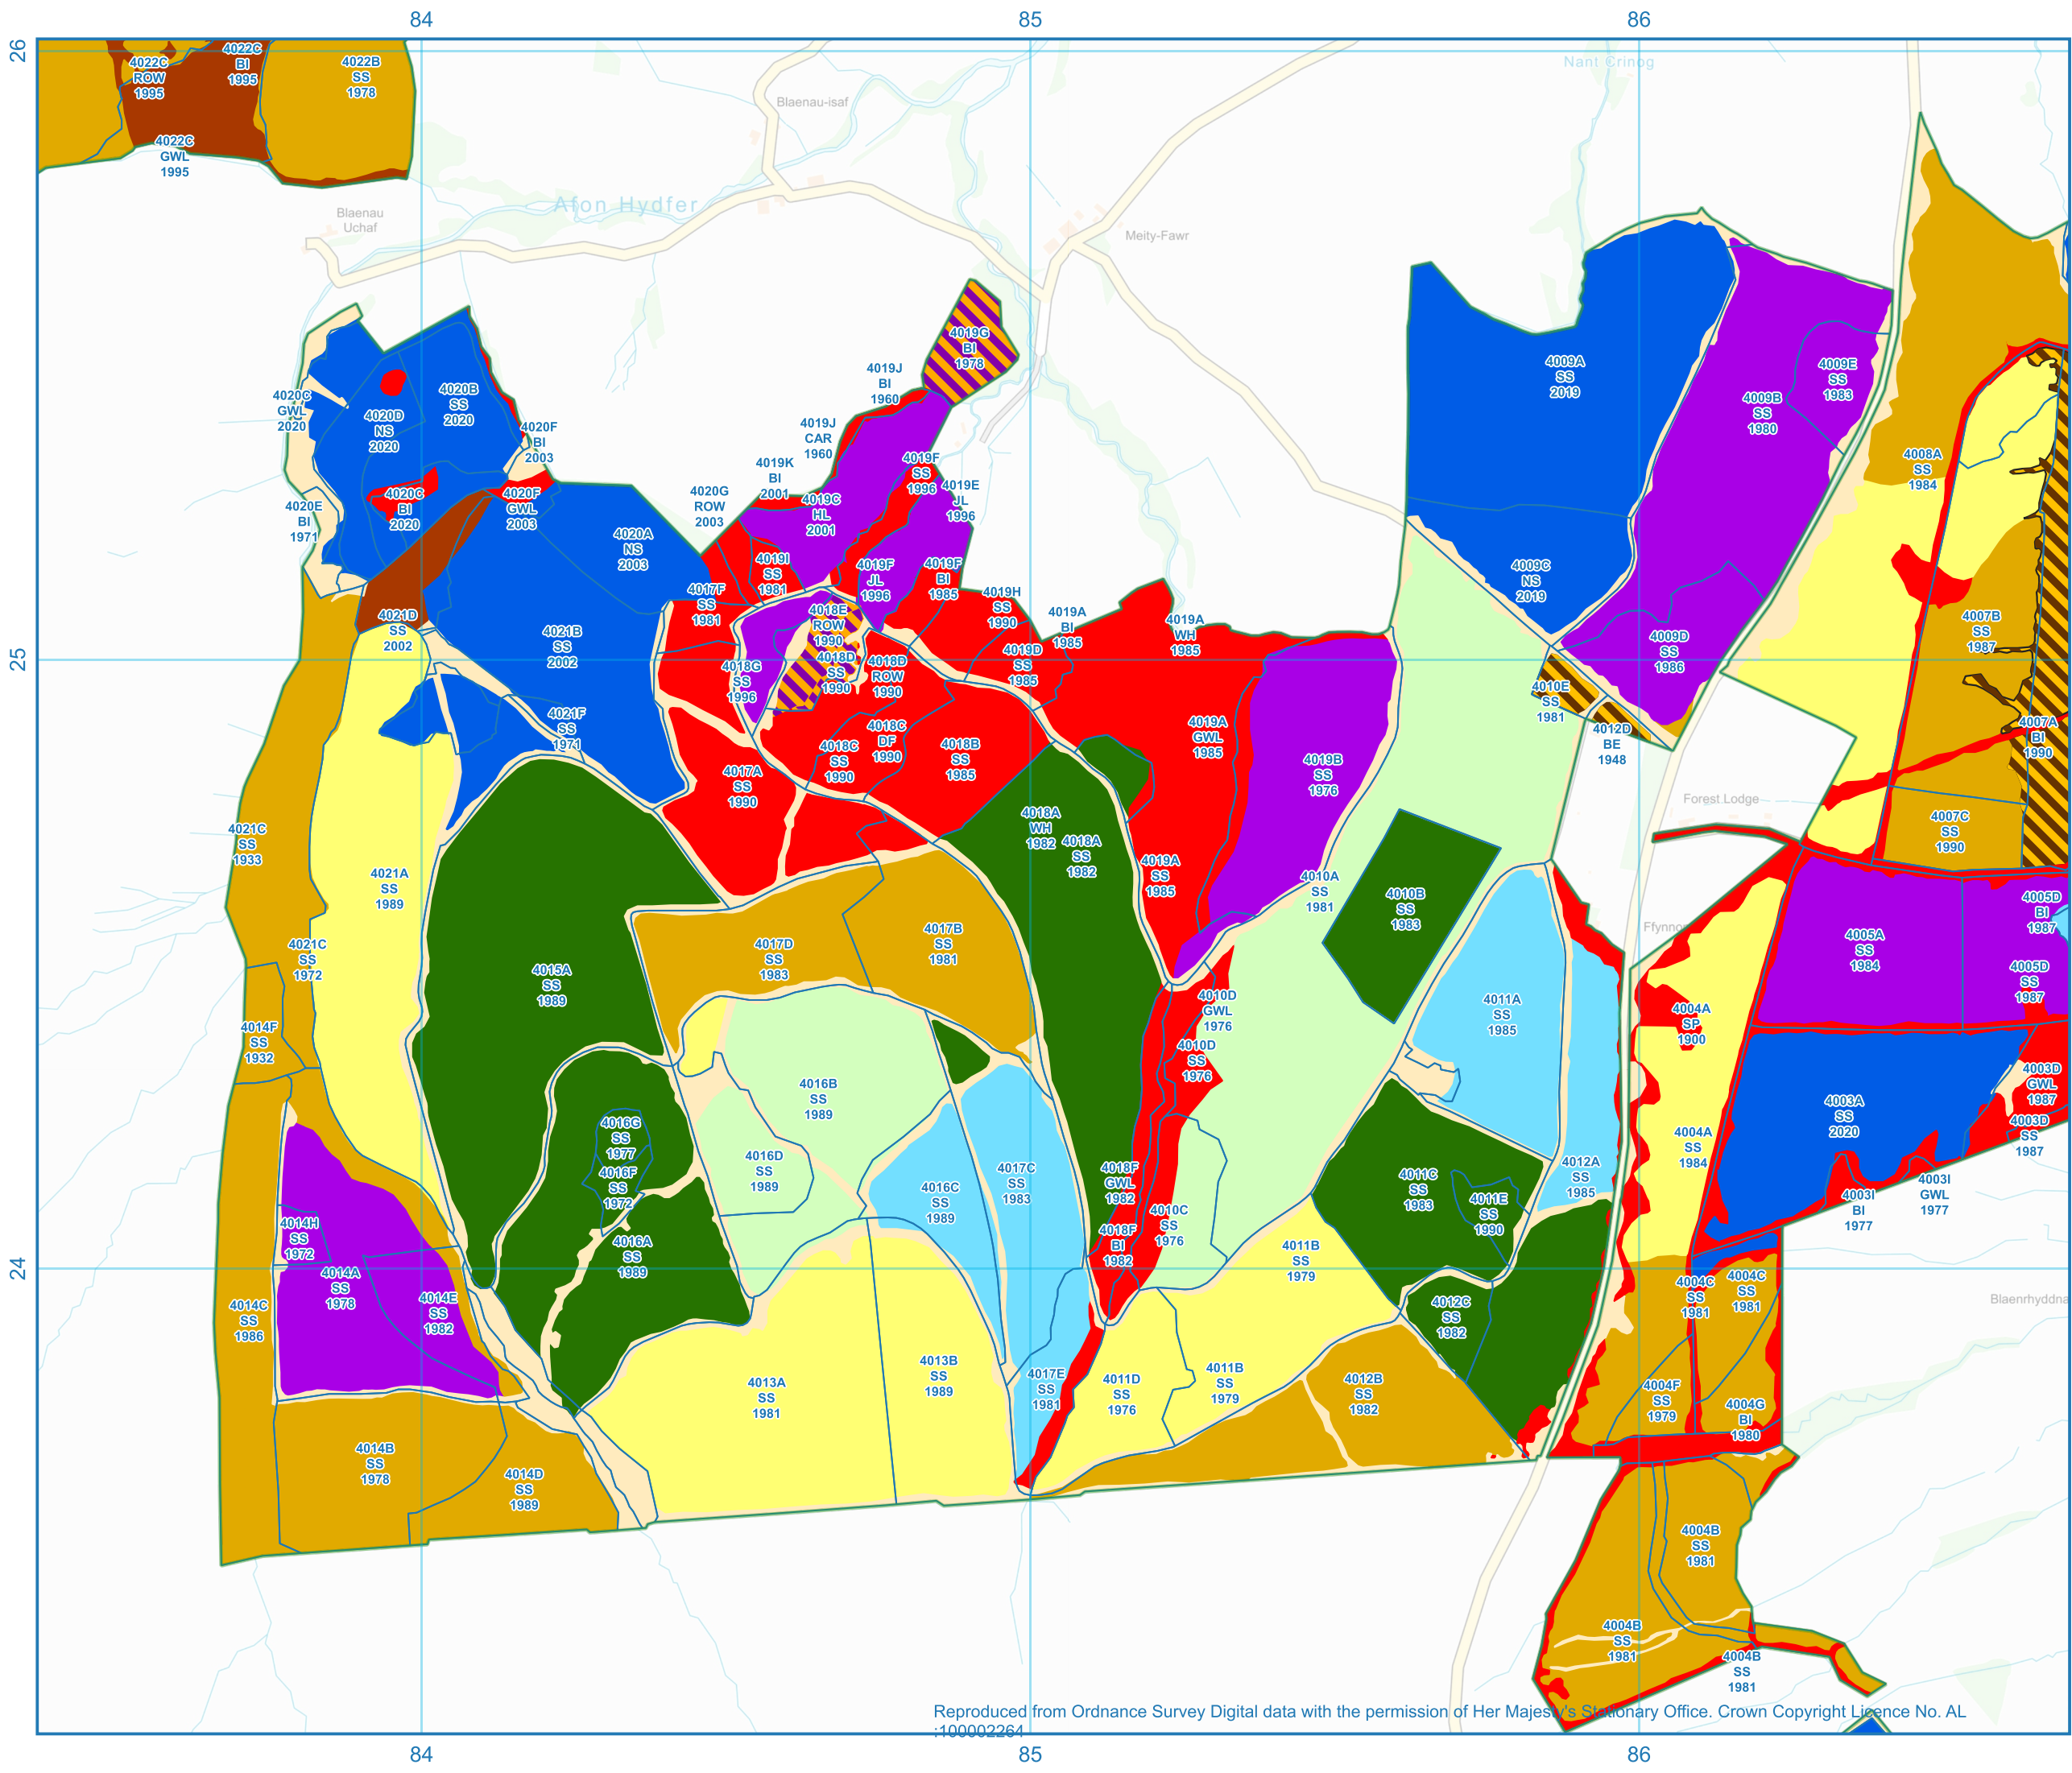 84
85
86
26
4022C
ROW
1995
4022C
BI
1995
4022B
SS
1978
4022C
GWL
1995
Blaenau-isaf
Nant Crinog
Afon Hydfer
Blaenau
Uchaf
Meity-Fawr
4019G
BI
1978
4019J
BI
1960
4019J
CAR
1960
4019K
BI
2001
4020G
ROW
2003
4020C
GWL
2020
4020D
NS
2020
4020B
SS
2020
4020F
BI
2003
4020E
BI
1971
4020C
BI
2020
4020F
GWL
2003
4020A
NS
2003
4019C
HL
2001
4019F
SS
1996
4019E
JL
1996
4019I
SS
1981
4019F
JL
1996
4019F
BI
1985
4019H
SS
1990
4019A
BI
1985
4019A
WH
1985
4009A
SS
2019
4009B
SS
1980
4009E
SS
1983
4008A
SS
1984
4009C
NS
2019
4009D
SS
1986
4007B
SS
1987
25
4021D
SS
2002
4021B
SS
2002
4017F
SS
1981
4018G
SS
1996
4018E
ROW
1990
4018D
SS
1990
4018D
ROW
1990
4019D
SS
1985
4010E
SS
1981
4012D
BE
1948
4007A
BI
1990
4021F
SS
1971
4017A
SS
1990
4018C
SS
1990
4018C
DF
1990
4018B
SS
1985
4019A
GWL
1985
4019B
SS
1976
Forest Lodge
4007C
SS
1990
4021C
SS
1933
4021A
SS
1989
4018A
WH
1982
4018A
SS
1982
4019A
SS
1985
4010A
SS
1981
4010B
SS
1983
Ffynnon
4005A
SS
1984
4005D
BI
1987
4005D
SS
1987
4021C
SS
1972
4015A
SS
1989
4017D
SS
1983
4017B
SS
1981
4010D
GWL
1976
4010D
SS
1976
4011A
SS
1985
4004A
SP
1900
4014F
SS
1932
4016B
SS
1989
4003A
SS
2020
4003D
GWL
1987
4003D
SS
1987
4016G
SS
1977
4016F
SS
1972
4016D
SS
1989
4016C
SS
1989
4017C
SS
1983
4018F
GWL
1982
4018F
BI
1982
4010C
SS
1976
4011C
SS
1983
4011E
SS
1990
4012A
SS
1985
4004A
SS
1984
4003I
BI
1977
4003I
GWL
1977
24
4014H
SS
1972
4014A
SS
1978
4014E
SS
1982
4014C
SS
1986
4016A
SS
1989
4011B
SS
1979
4012C
SS
1982
4004C
SS
1981
4004C
SS
1981
Blaenrhyddna
4013A
SS
1981
4013B
SS
1989
4017E
SS
1981
4011D
SS
1976
4011B
SS
1979
4012B
SS
1982
4004F
SS
1979
4004G
BI
1980
4014B
SS
1978
4014D
SS
1989
4004B
SS
1981
4004B
SS
1981
4004B
SS
1981
Reproduced from Ordnance Survey Digital data with the permission of Her Majesty's Stationary Office. Crown Copyright Licence No. AL
:100002264
84
85
86